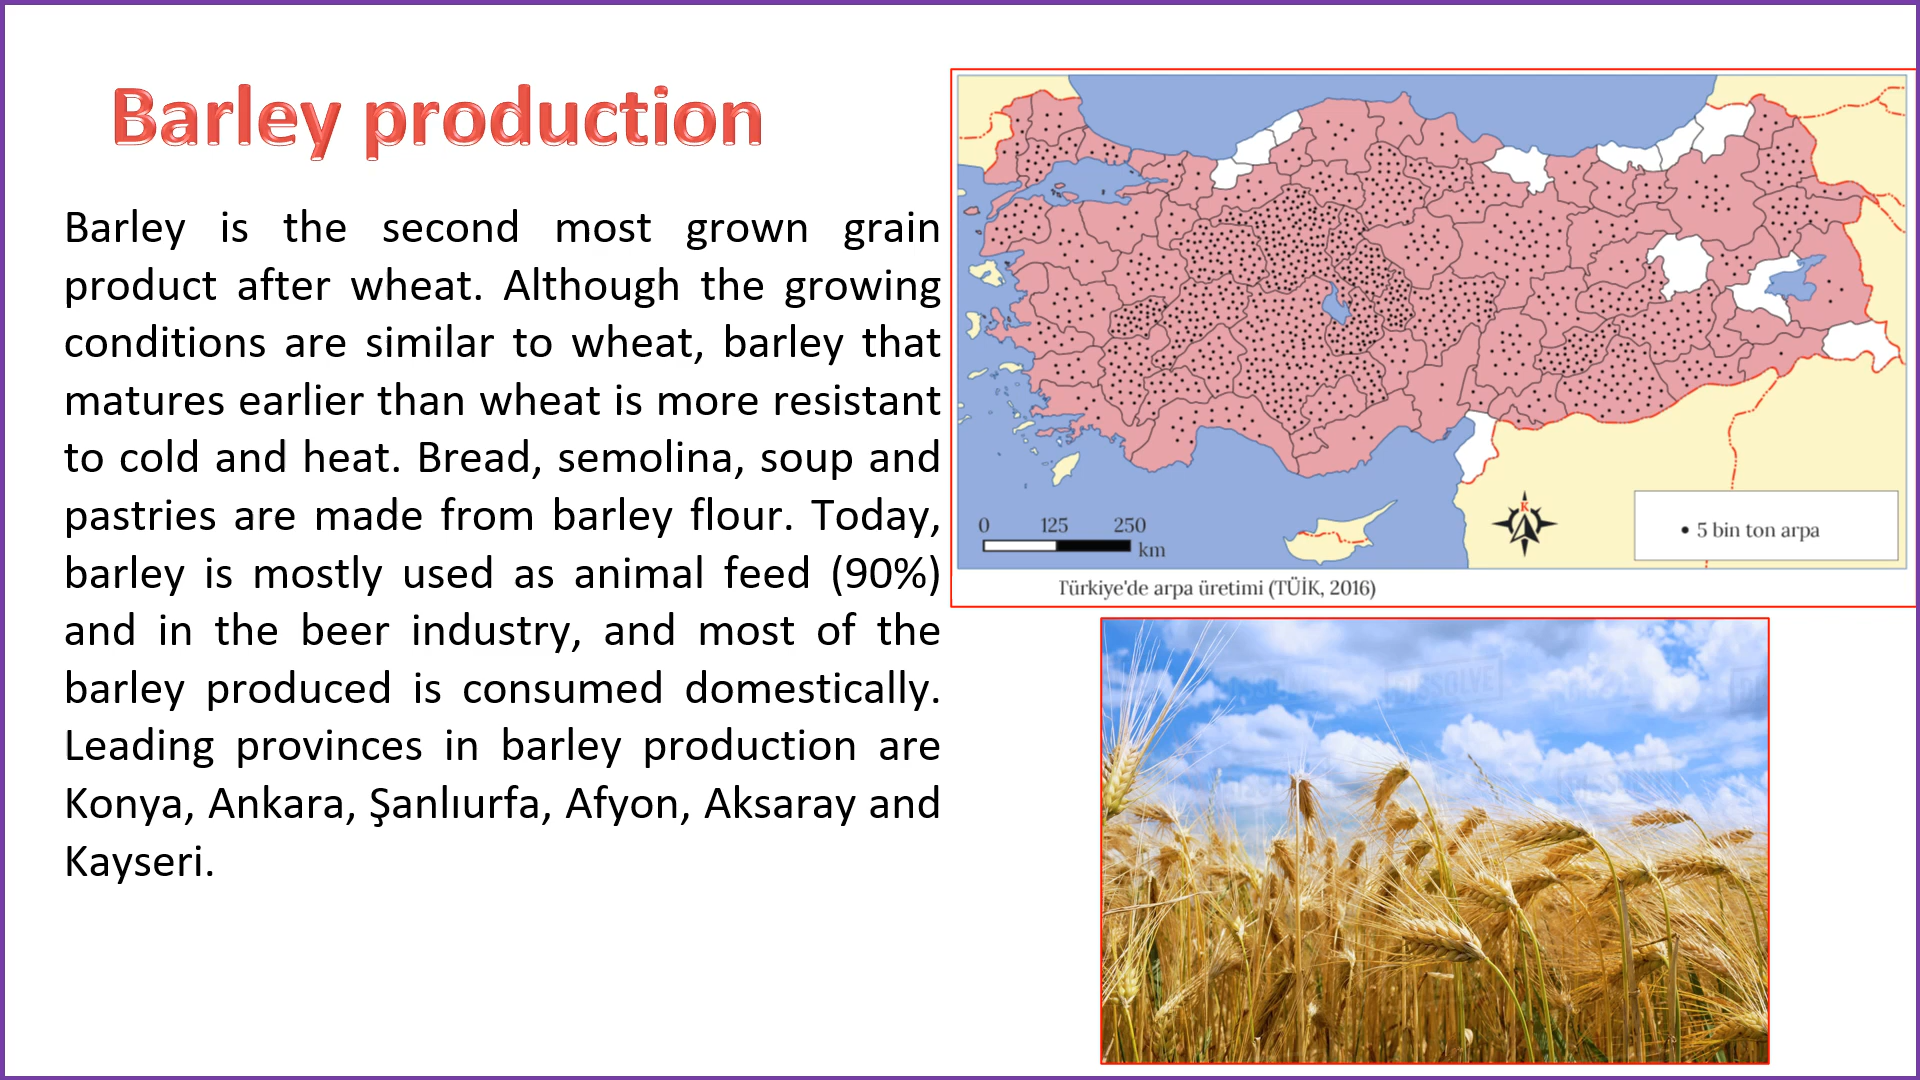 Barley production
Barley is the second most grown grain
product after wheat. Although the growing
conditions are similar to wheat, barley that
matures earlier than wheat is more resistant
to cold and heat. Bread, semolina, soup and
pastries are made from barley flour. Today,
barley is mostly used as animal feed (90%)
and in the beer industry, and most of the
barley produced is consumed domestically.
Leading provinces in barley production are
Konya, Ankara, Şanlıurfa, Afyon, Aksaray and
Kayseri.
0 125 250
km
K
• 5 bin ton arpa
Türkiye'de arpa üretimi (TÜİK, 2016)
DISSOLVE